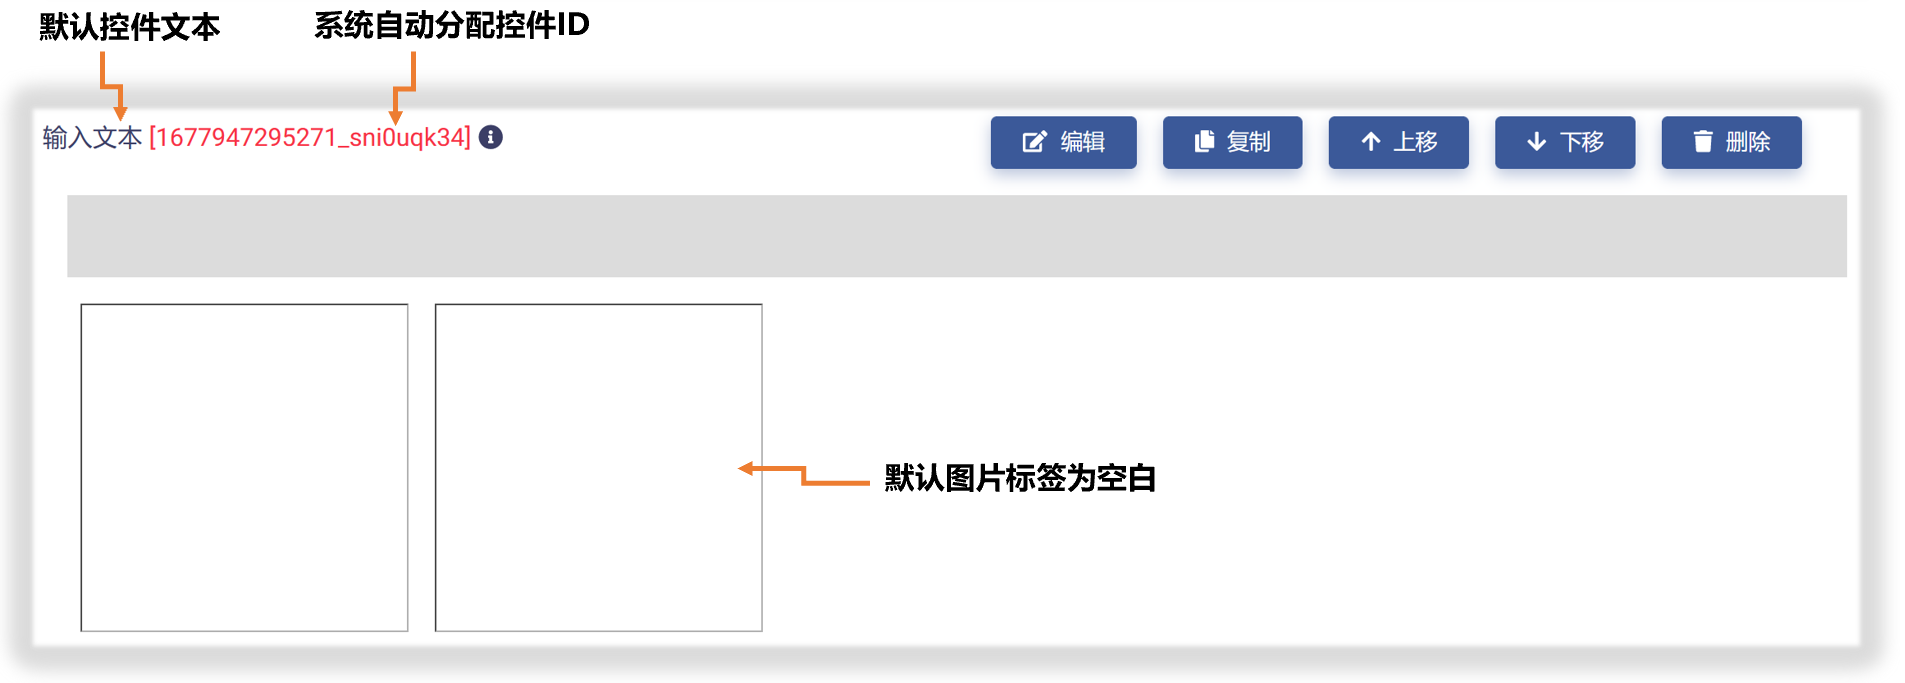 默认控件文本 系统自动分配控件ID
输入文本 [1677947295271_sni0uqk34] 编辑 复制 上移 下移 删除
默认图片标签为空白